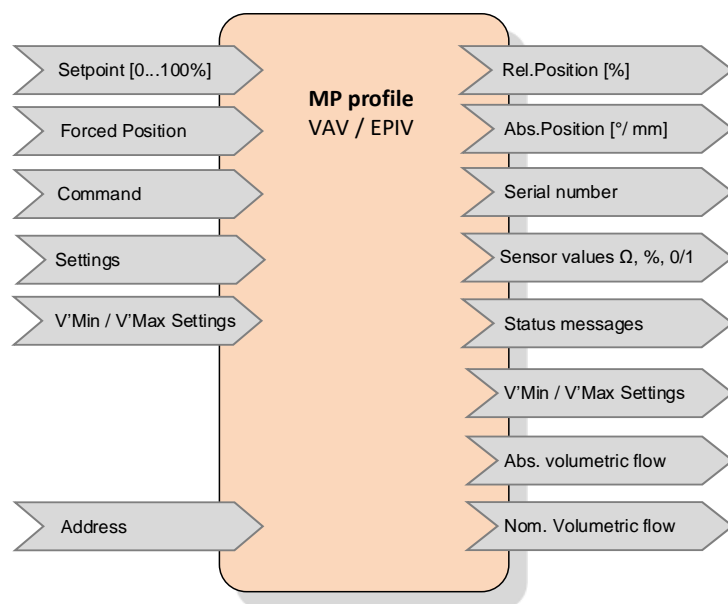 MP profile
VAV / EPIV
Setpoint [0...100%]
Forced Position
Command
Settings
V'Min / V'Max Settings
Address
Rel.Position [%]
Abs.Position [°/ mm]
Serial number
Sensor values Ω, %, 0/1
Status messages
V'Min / V'Max Settings
Abs. volumetric flow
Nom. Volumetric flow